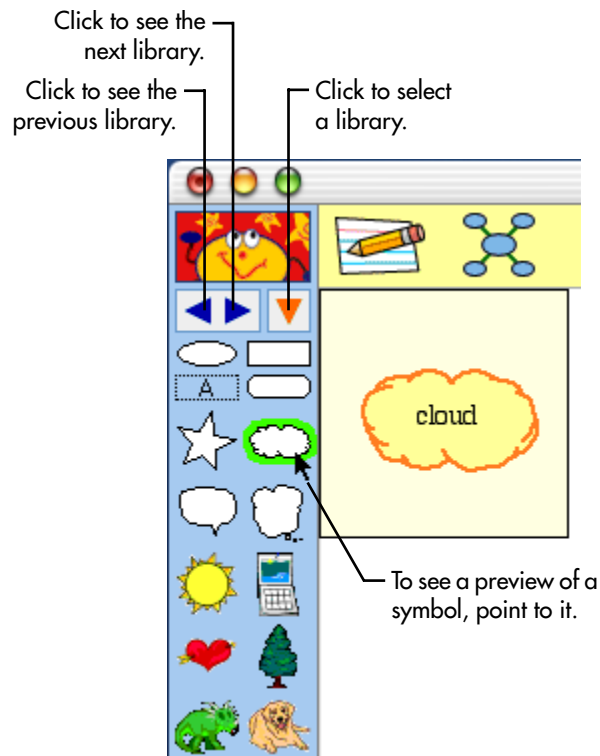 Click to see the
next library.
Click to see the
previous library.
Click to select
a library.
A
cloud
To see a preview of a
symbol, point to it.